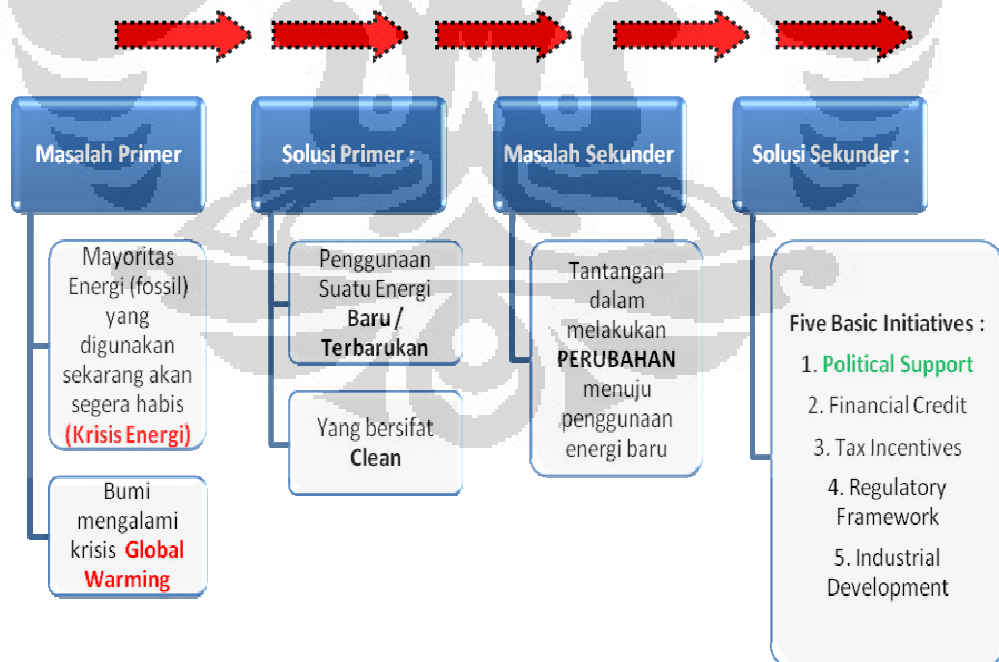 Masalah Primer
Mayoritas
Energi (fossil)
yang
digunakan
sekarang akan
segera habis
(Krisis Energi)
Bumi
mengalami
krisis Global
Warming
Solusi Primer :
Penggunaan
Suatu Energi
Baru /
Terbarukan
Yang bersifat
Clean
Masalah Sekunder
Tantangan
dalam
melakukan
PERUBAHAN
menuju
penggunaan
energi baru
Solusi Sekunder :
Five Basic Initiatives :
1. Political Support
2. Financial Credit
3. Tax Incentives
4. Regulatory
Framework
5. Industrial
Development